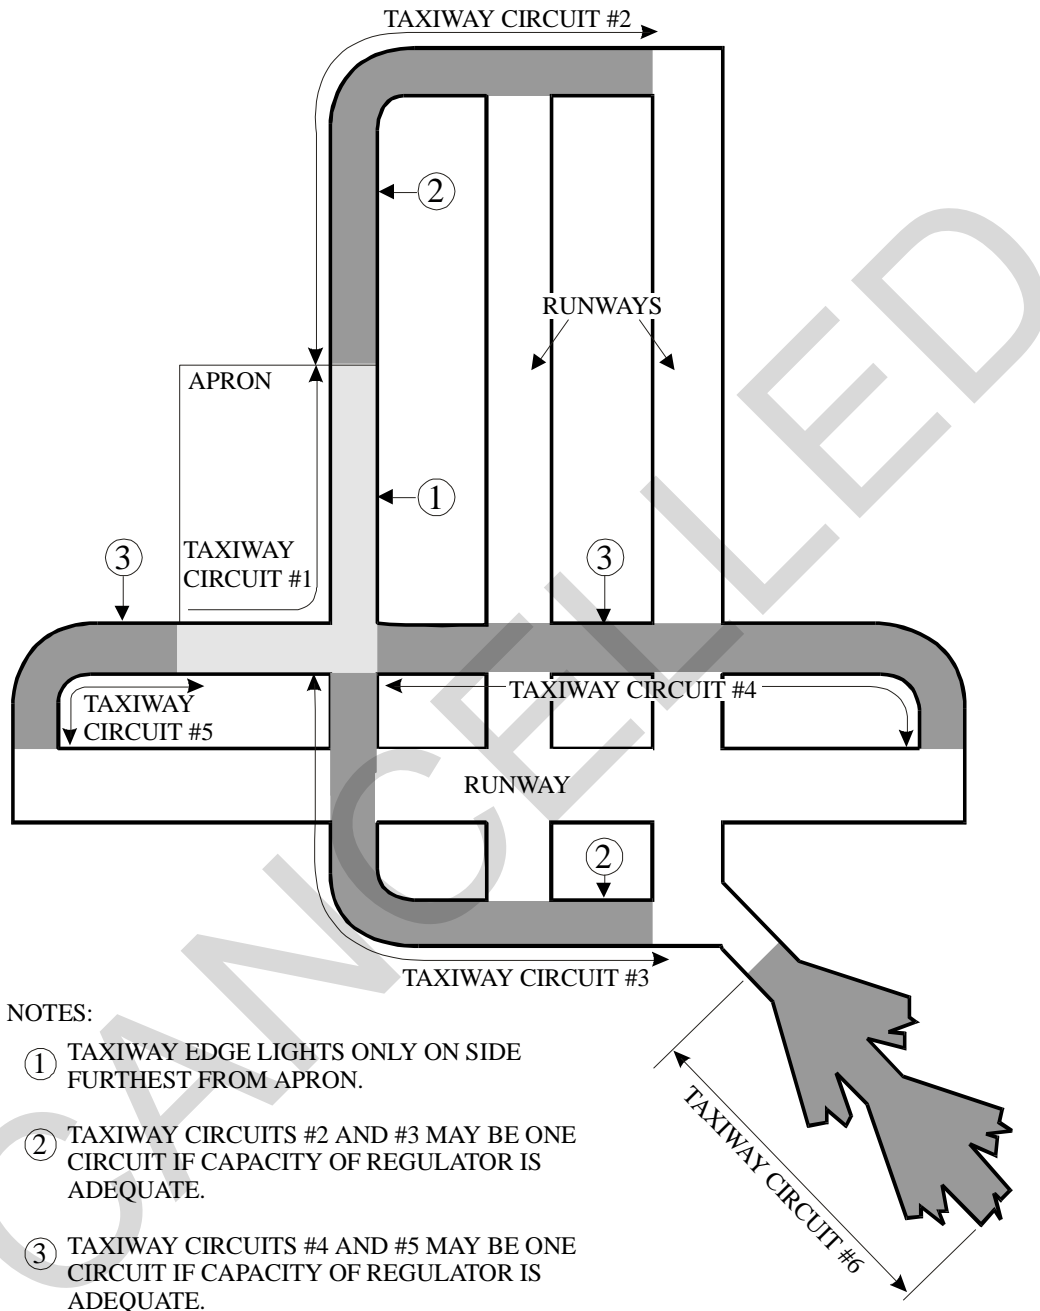 TAXIWAY CIRCUIT #2
2
RUNWAYS
APRON
1
3
TAXIWAY
CIRCUIT #1
3
TAXIWAY CIRCUIT #4
TAXIWAY
CIRCUIT #5
RUNWAY
2
TAXIWAY CIRCUIT #3
TAXIWAY CIRCUIT #6
NOTES:
1 TAXIWAY EDGE LIGHTS ONLY ON SIDE
FURTHEST FROM APRON.
2 TAXIWAY CIRCUITS #2 AND #3 MAY BE ONE
CIRCUIT IF CAPACITY OF REGULATOR IS
ADEQUATE.
3 TAXIWAY CIRCUITS #4 AND #5 MAY BE ONE
CIRCUIT IF CAPACITY OF REGULATOR IS
ADEQUATE.
CANCELLED